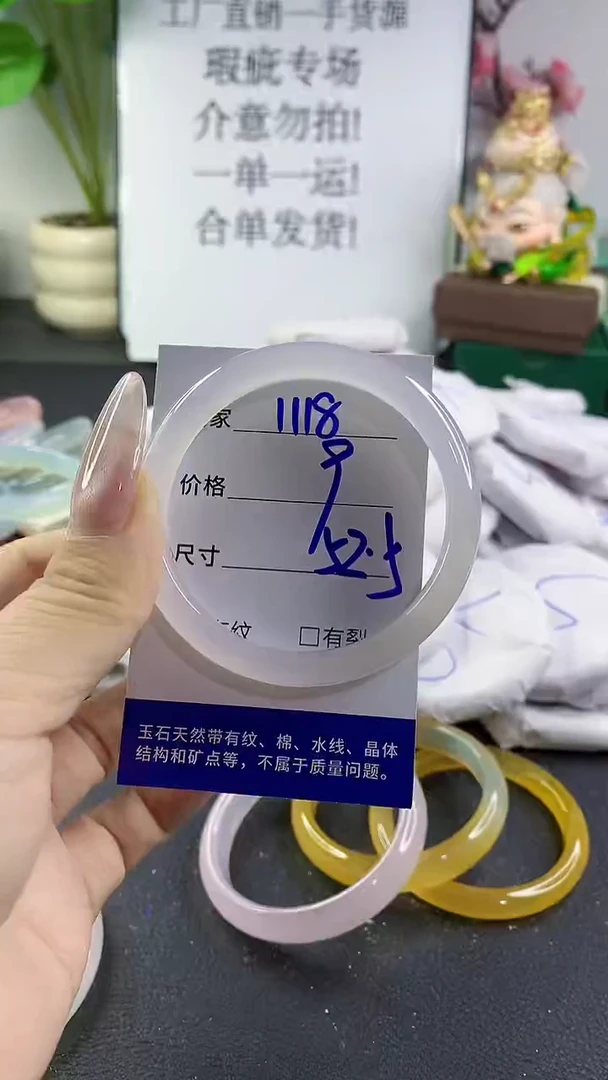 工厂直销一手货源
瑕疵专场
介意勿拍!
一单一运!
合单发货!
家 1118
价格 9
尺寸 52.5
纹 □有裂
玉石天然带有纹、棉、水线、晶体
结构和矿点等，不属于质量问题。